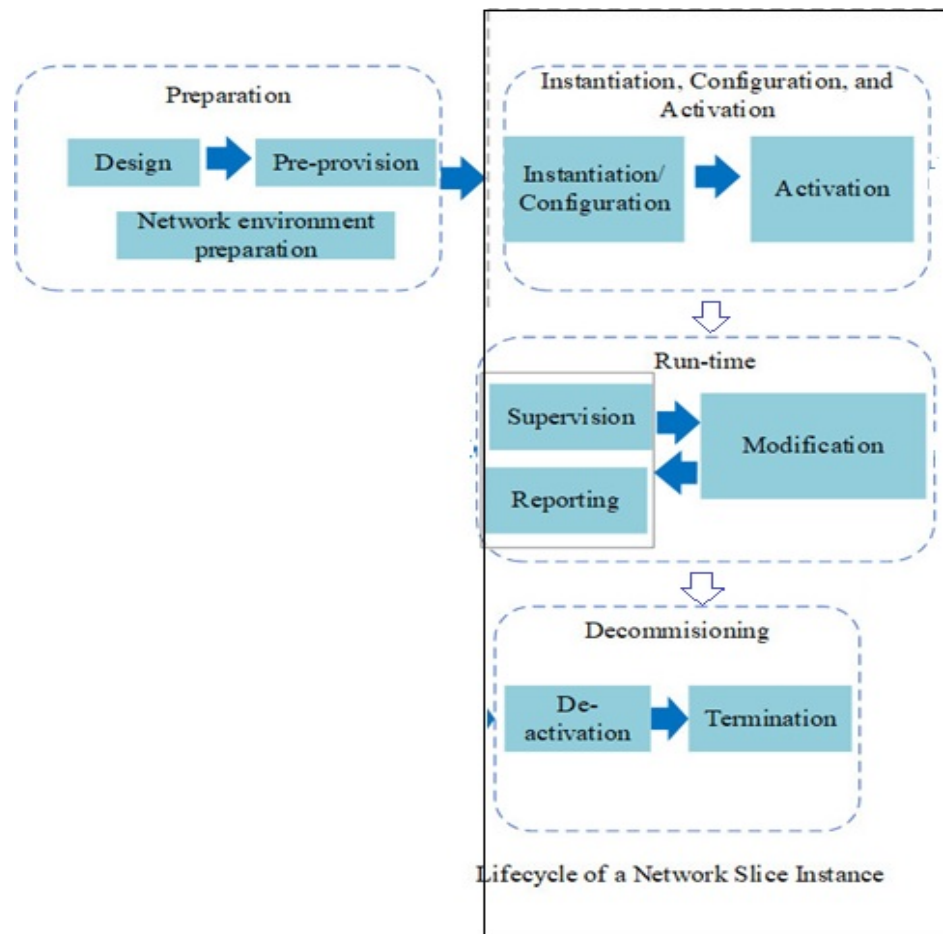 Preparation
Design
Pre-provision
Network environment
preparation
Instantiation, Configuration, and
Activation
Instantiation/
Configuration
Activation
Run-time
Supervision
Reporting
Modification
Decommisioning
De-
activation
Termination
Lifecycle of a Network Slice Instance